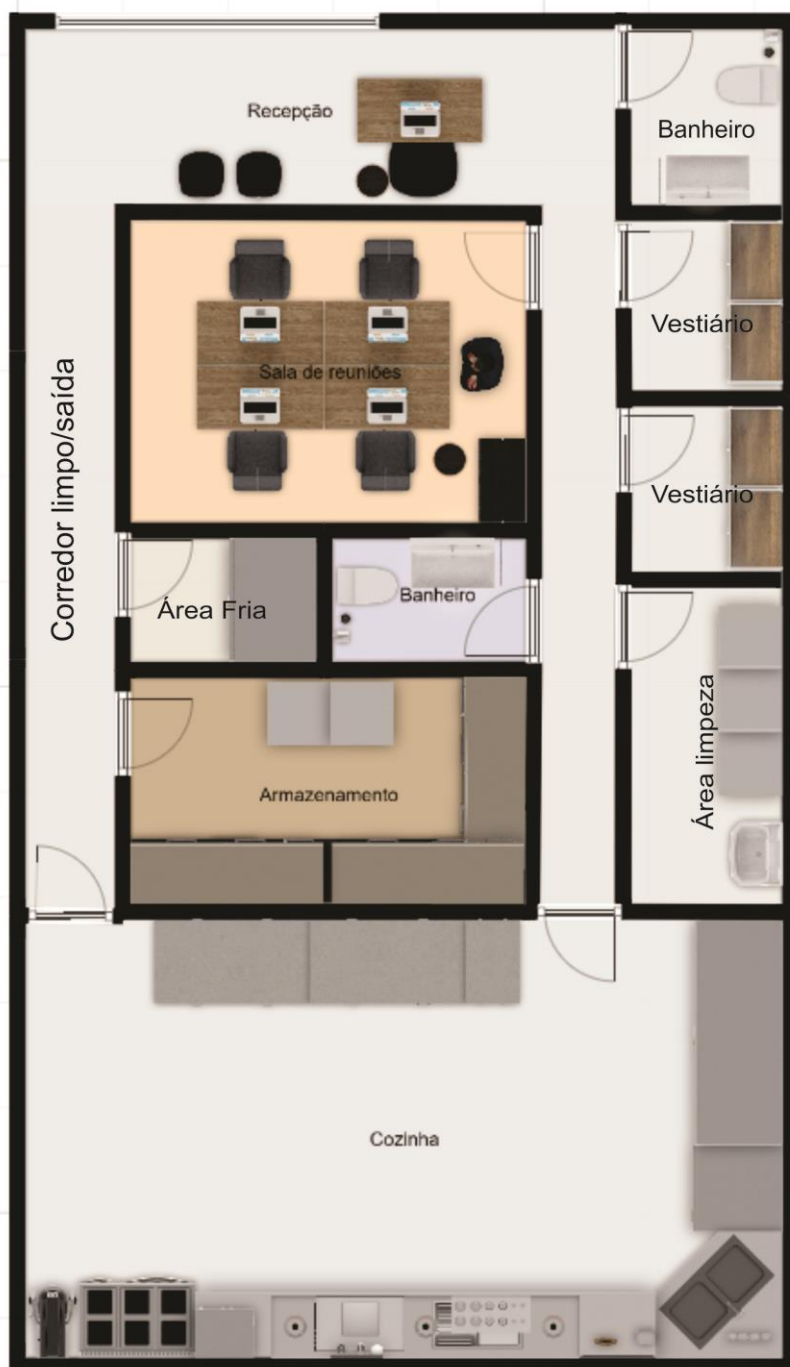 Recepção
Banheiro
Vestiário
Sala de reuniões
Corredor limpo/saída
Vestiário
Área Fria
Banheiro
Área limpeza
Armazenamento
Cozinha